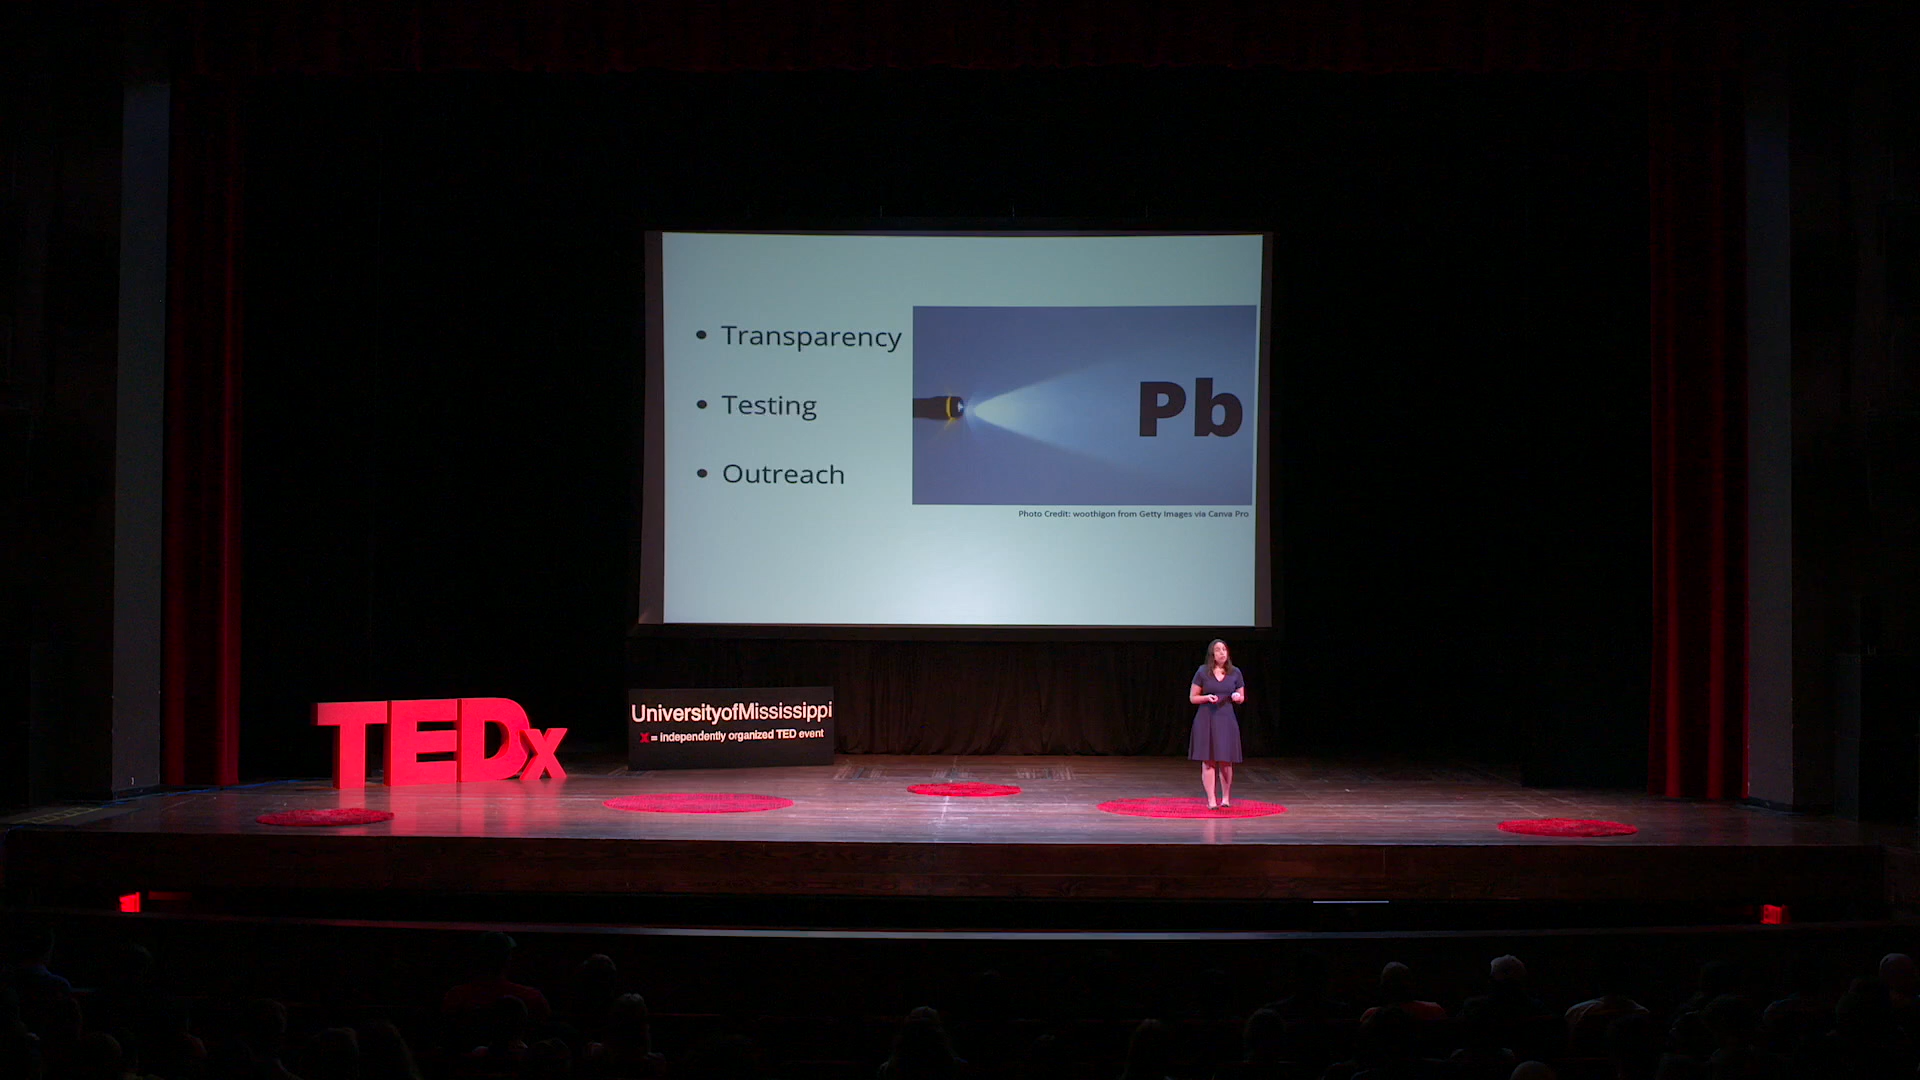 • Transparency
• Testing
• Outreach
Pb
Photo Credit: woothigon from Getty Images via Canva Pro
TEDx
UniversityofMississippi
x = independently organized TED event